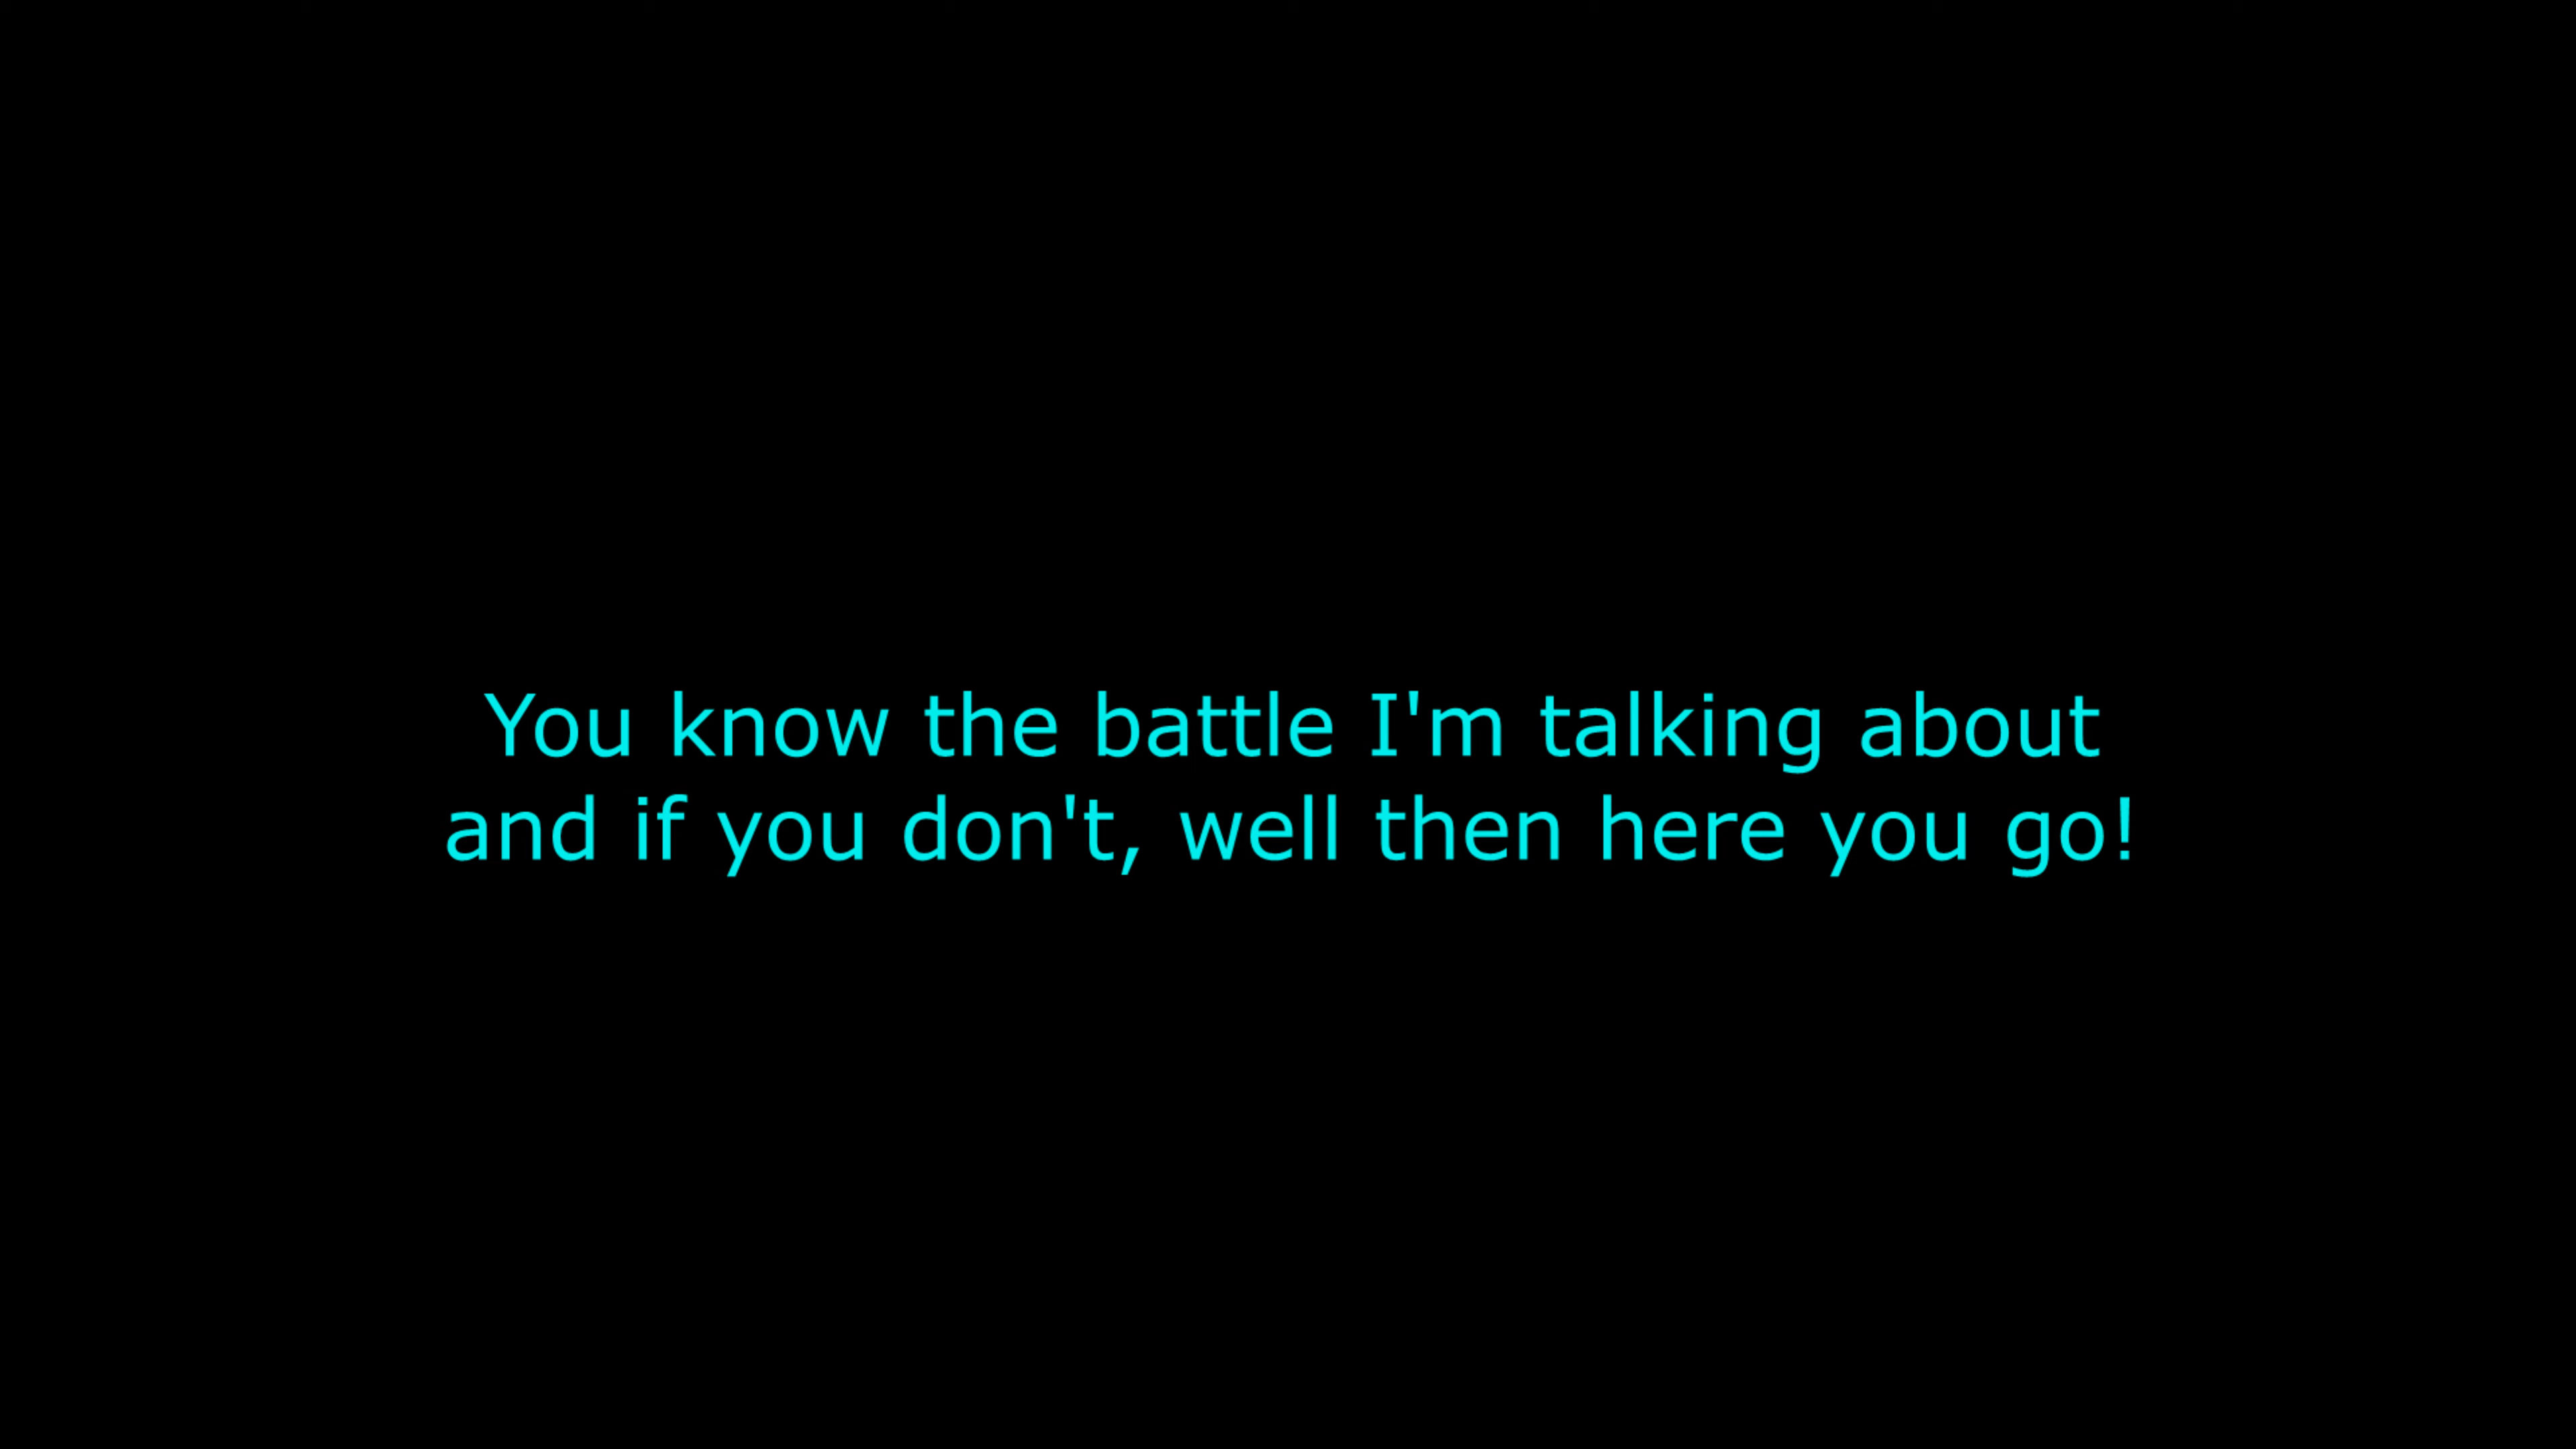 You know the battle I'm talking about
and if you don't, well then here you go!